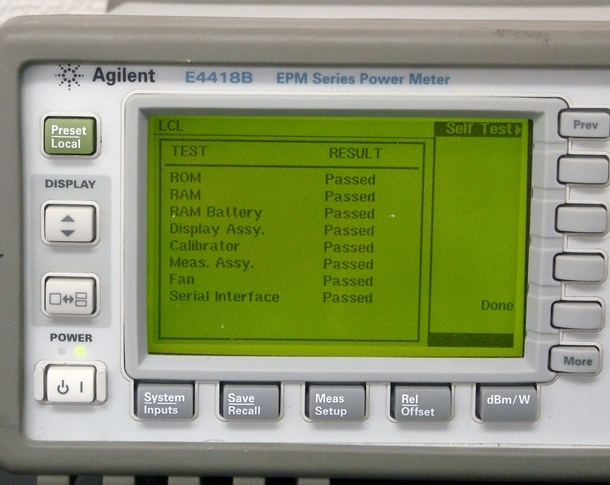 Agilent E4418B EPM Series Power Meter
Preset
Local
DISPLAY
POWER
LCL
Self Test
TEST RESULT
ROM Passed
RAM Passed
RAM Battery Passed
Display Assy. Passed
Calibrator Passed
Meas. Assy. Passed
Fan Passed
Serial Interface Passed
Done
Prev
More
System
Inputs
Save
Recall
Meas
Setup
Rel
Offset
dBm/W